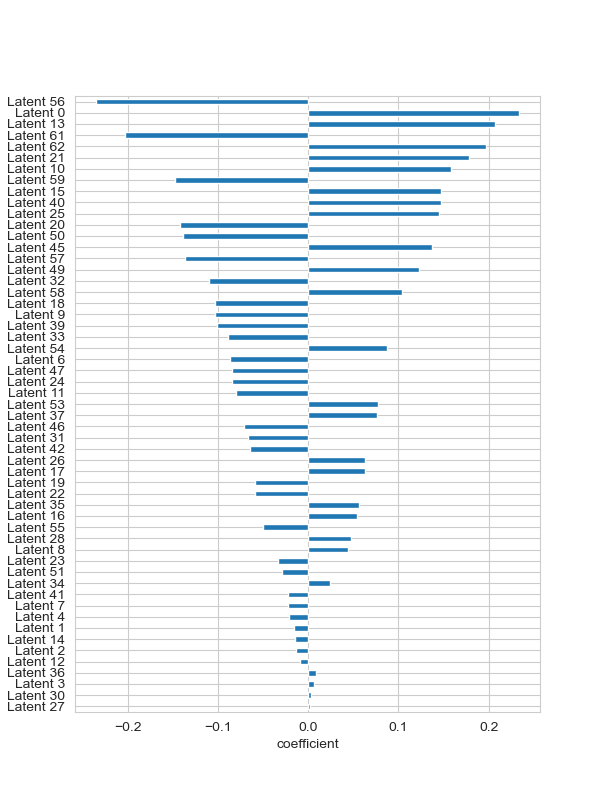 Latent 56
Latent 0
Latent 13
Latent 61
Latent 62
Latent 21
Latent 10
Latent 59
Latent 15
Latent 40
Latent 25
Latent 20
Latent 50
Latent 45
Latent 57
Latent 49
Latent 32
Latent 58
Latent 18
Latent 9
Latent 39
Latent 33
Latent 54
Latent 6
Latent 47
Latent 24
Latent 11
Latent 53
Latent 37
Latent 46
Latent 31
Latent 42
Latent 26
Latent 17
Latent 19
Latent 22
Latent 35
Latent 16
Latent 55
Latent 28
Latent 8
Latent 23
Latent 51
Latent 34
Latent 41
Latent 7
Latent 4
Latent 1
Latent 14
Latent 2
Latent 12
Latent 36
Latent 3
Latent 30
Latent 27
−0.2 −0.1 0.0 0.1 0.2
coefficient